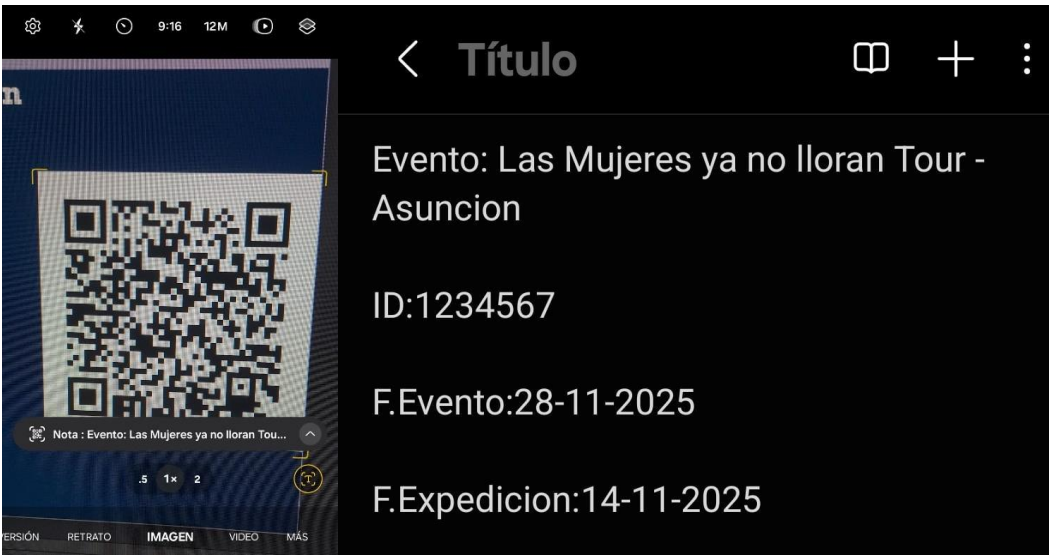 9:16
12M
n
Nota : Evento: Las Mujeres ya no lloran Tou...
.5 1× 2
VERSIÓN RETRATO IMAGEN VIDEO MÁS
Título
Evento: Las Mujeres ya no lloran Tour -
Asuncion
ID:1234567
F.Evento:28-11-2025
F.Expedicion:14-11-2025